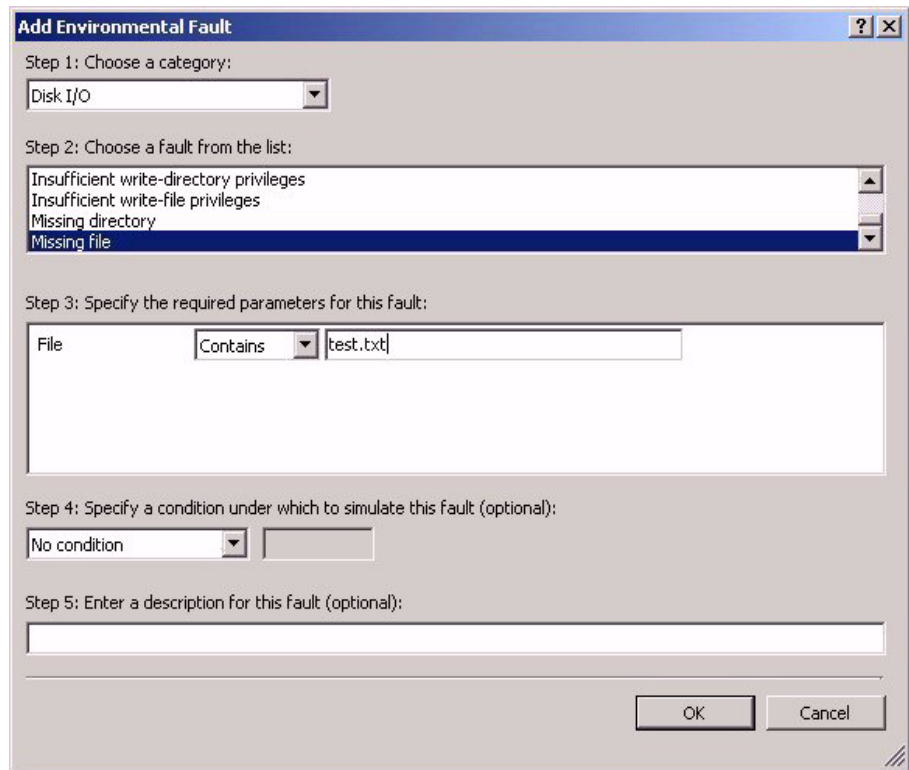 Add Environmental Fault
Step 1: Choose a category:
Disk I/O
Step 2: Choose a fault from the list:
Insufficient write-directory privileges
Insufficient write-file privileges
Missing directory
Missing file
Step 3: Specify the required parameters for this fault:
File Contains test.txt
Step 4: Specify a condition under which to simulate this fault (optional):
No condition
Step 5: Enter a description for this fault (optional):
OK Cancel